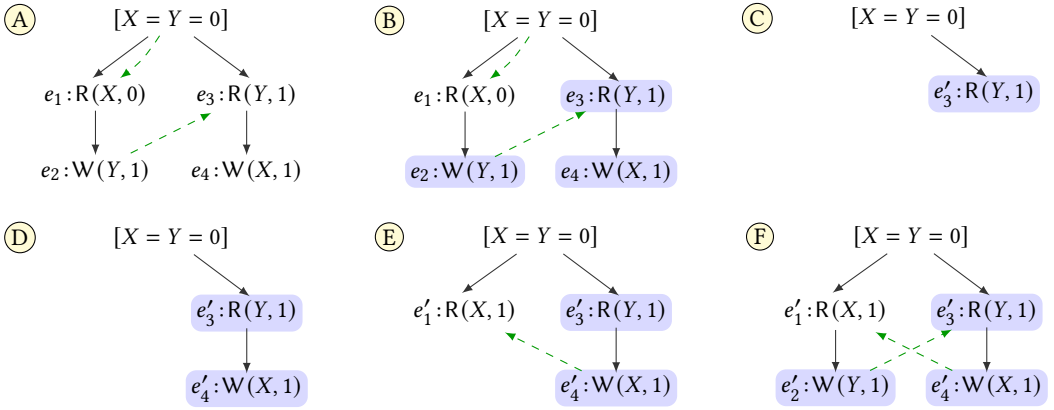 A [X = Y = 0] B [X = Y = 0] C [X = Y = 0]
e₁:R(X, 0) e₃:R(Y, 1) e₁:R(X, 0) e₃:R(Y, 1) e′₃:R(Y, 1)
e₂:W(Y, 1) e₄:W(X, 1) e₂:W(Y, 1) e₄:W(X, 1)
D [X = Y = 0] E [X = Y = 0] F [X = Y = 0]
e′₃:R(Y, 1) e′₁:R(X, 1) e′₃:R(Y, 1) e′₁:R(X, 1) e′₃:R(Y, 1)
e′₄:W(X, 1) e′₄:W(X, 1) e′₂:W(Y, 1) e′₄:W(X, 1)